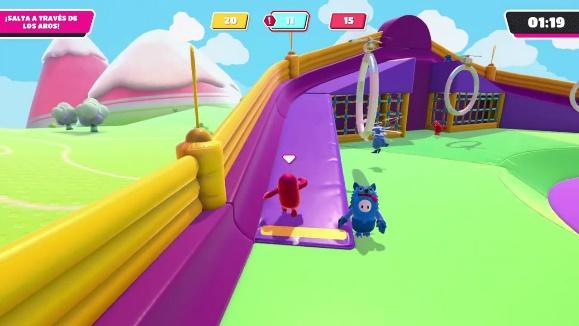 ¡SALTA A TRAVÉS DE
LOS AROS!
20
! 11
15
01:19